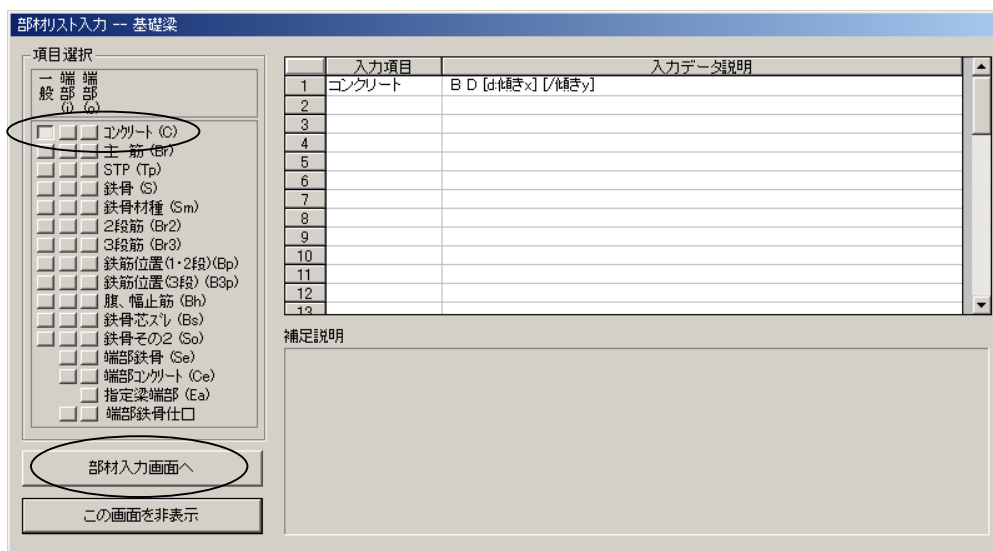 部材リスト入力 -- 基礎梁
項目選択
一般
端部(i)
端部(o)
コンクリート (C)
主　筋 (Br)
STP (Tp)
鉄骨 (S)
鉄骨材種 (Sm)
2段筋 (Br2)
3段筋 (Br3)
鉄筋位置(1・2段)(Bp)
鉄筋位置(3段) (B3p)
腹、幅止筋 (Bh)
鉄骨芯ズレ (Bs)
鉄骨その2 (So)
端部鉄骨 (Se)
端部コンクリート (Ce)
指定梁端部 (Ea)
端部鉄骨仕口
部材入力画面へ
この画面を非表示
入力項目 入力データ説明
1 コンクリート B D [d:傾きx] [/傾きy]
2
3
4
5
6
7
8
9
10
11
12
13
補足説明